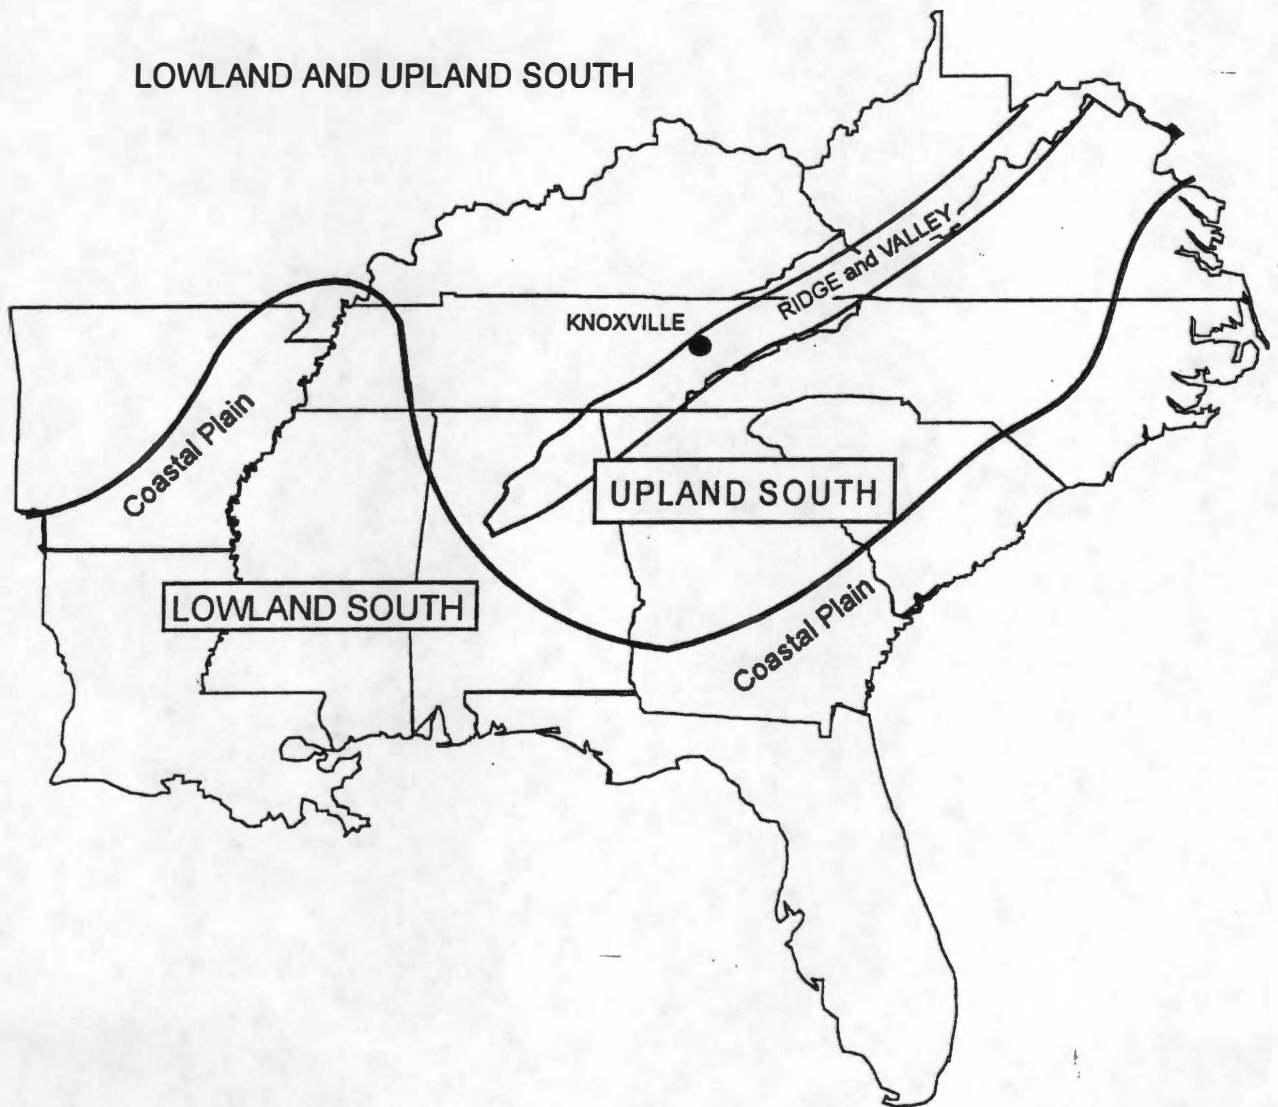 LOWLAND AND UPLAND SOUTH
RIDGE and VALLEY
KNOXVILLE
Coastal Plain
UPLAND SOUTH
LOWLAND SOUTH
Coastal Plain